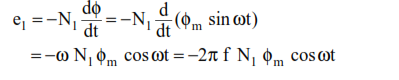 e₁ = −N₁ dϕ/dt = −N₁ d/dt (ϕₘ sin ωt)
= −ω N₁ ϕₘ cos ωt = −2π f N₁ ϕₘ cos ωt